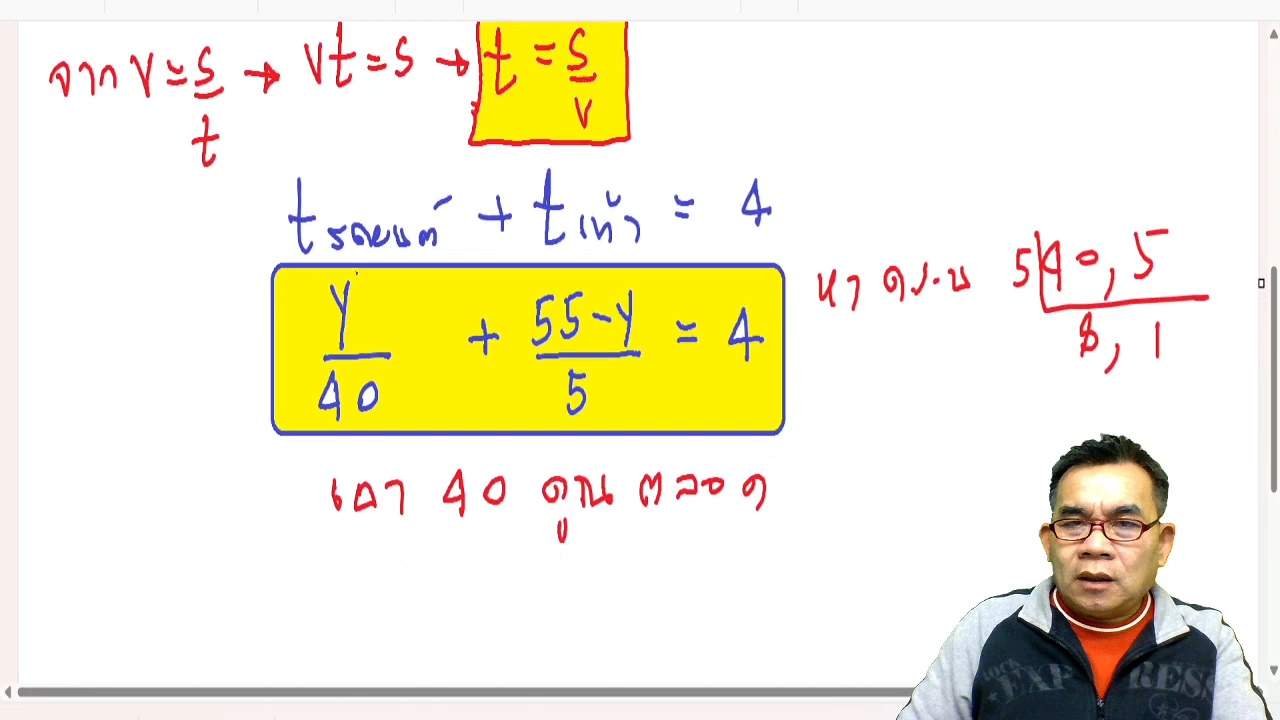 จาก v = s/t → vt = s → t = s/v
t รถยนต์ + t เท้า = 4
y/40 + (55-y)/5 = 4
หา ค.ร.น 5 40, 5
8, 1
เอา 40 คูณ ตลอด
EXPRESS